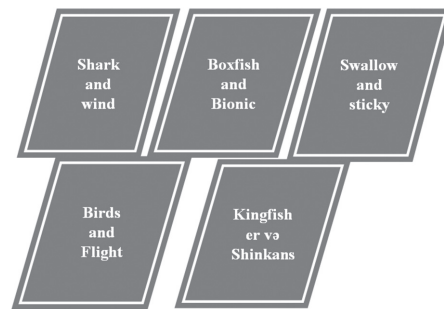 Shark
and
wind
Boxfish
and
Bionic
Swallow
and
sticky
Birds
and
Flight
Kingfish
er və
Shinkans